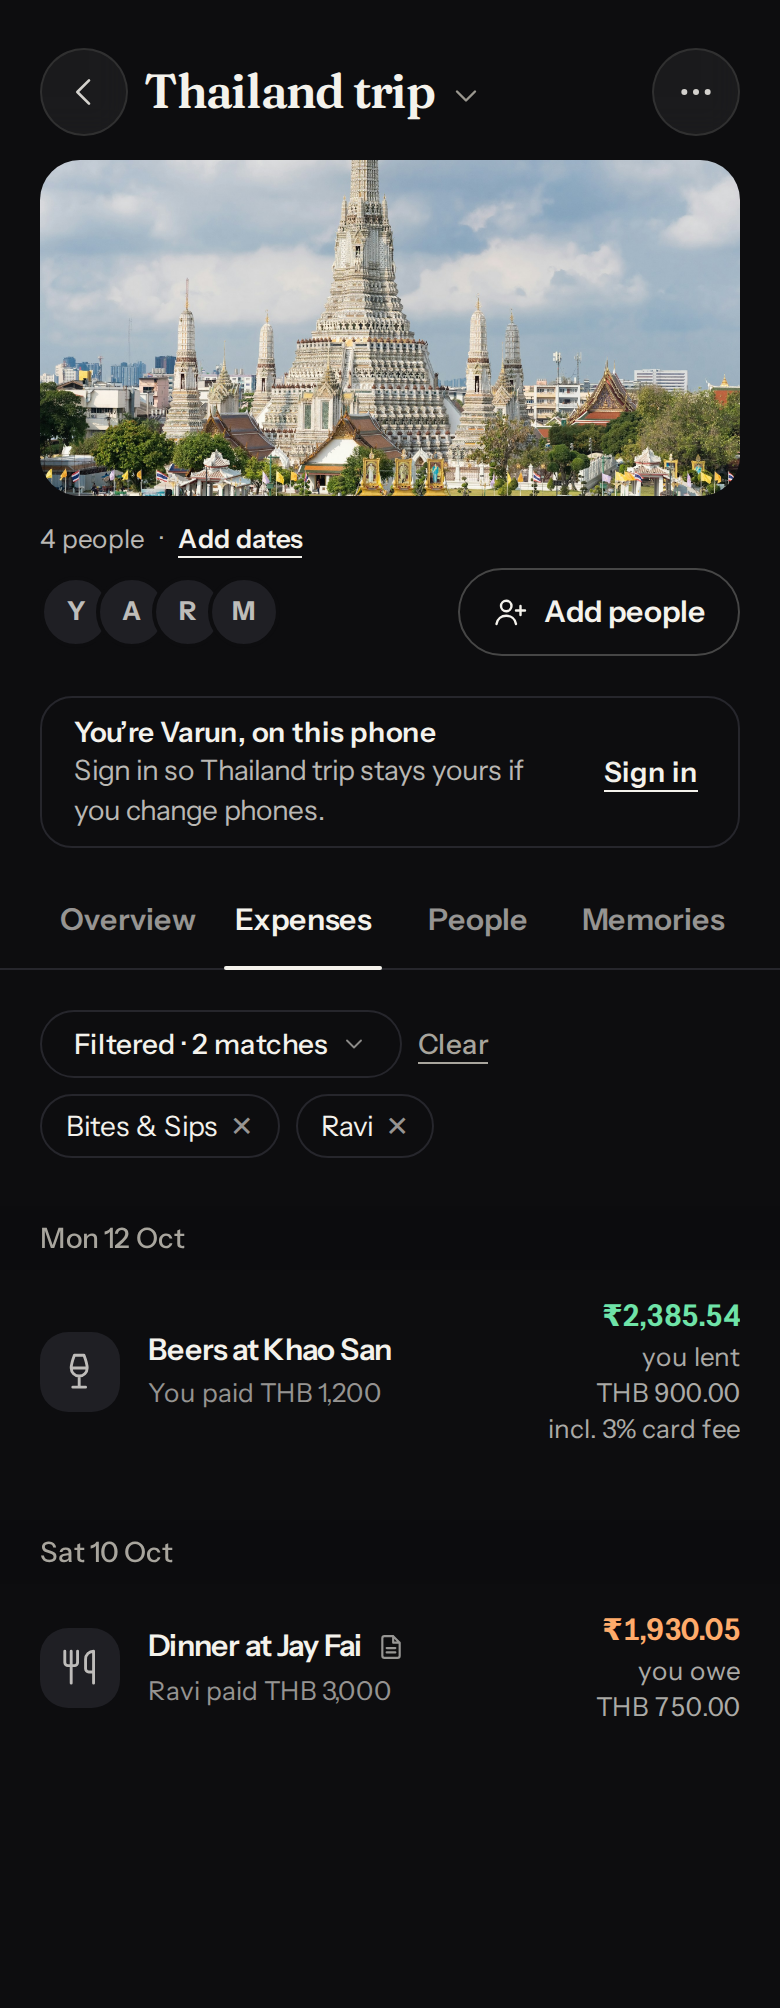 Thailand trip
4 people · Add dates
Y A R M
Add people
You’re Varun, on this phone
Sign in so Thailand trip stays yours if
you change phones.
Sign in
Overview Expenses People Memories
Filtered · 2 matches Clear
Bites & Sips Ravi
Mon 12 Oct
Beers at Khao San
You paid THB 1,200
₹2,385.54
you lent
THB 900.00
incl. 3% card fee
Sat 10 Oct
Dinner at Jay Fai
Ravi paid THB 3,000
₹1,930.05
you owe
THB 750.00